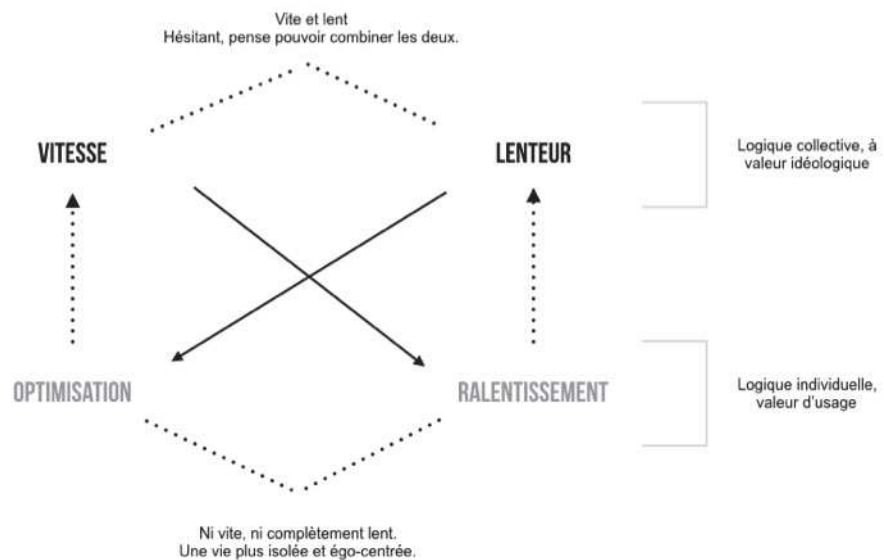 Vite et lent
Hésitant, pense pouvoir combiner les deux.
VITESSE
LENTEUR
Logique collective, à
valeur idéologique
OPTIMISATION
RALENTISSEMENT
Logique individuelle,
valeur d'usage
Ni vite, ni complètement lent.
Une vie plus isolée et égo-centrée.